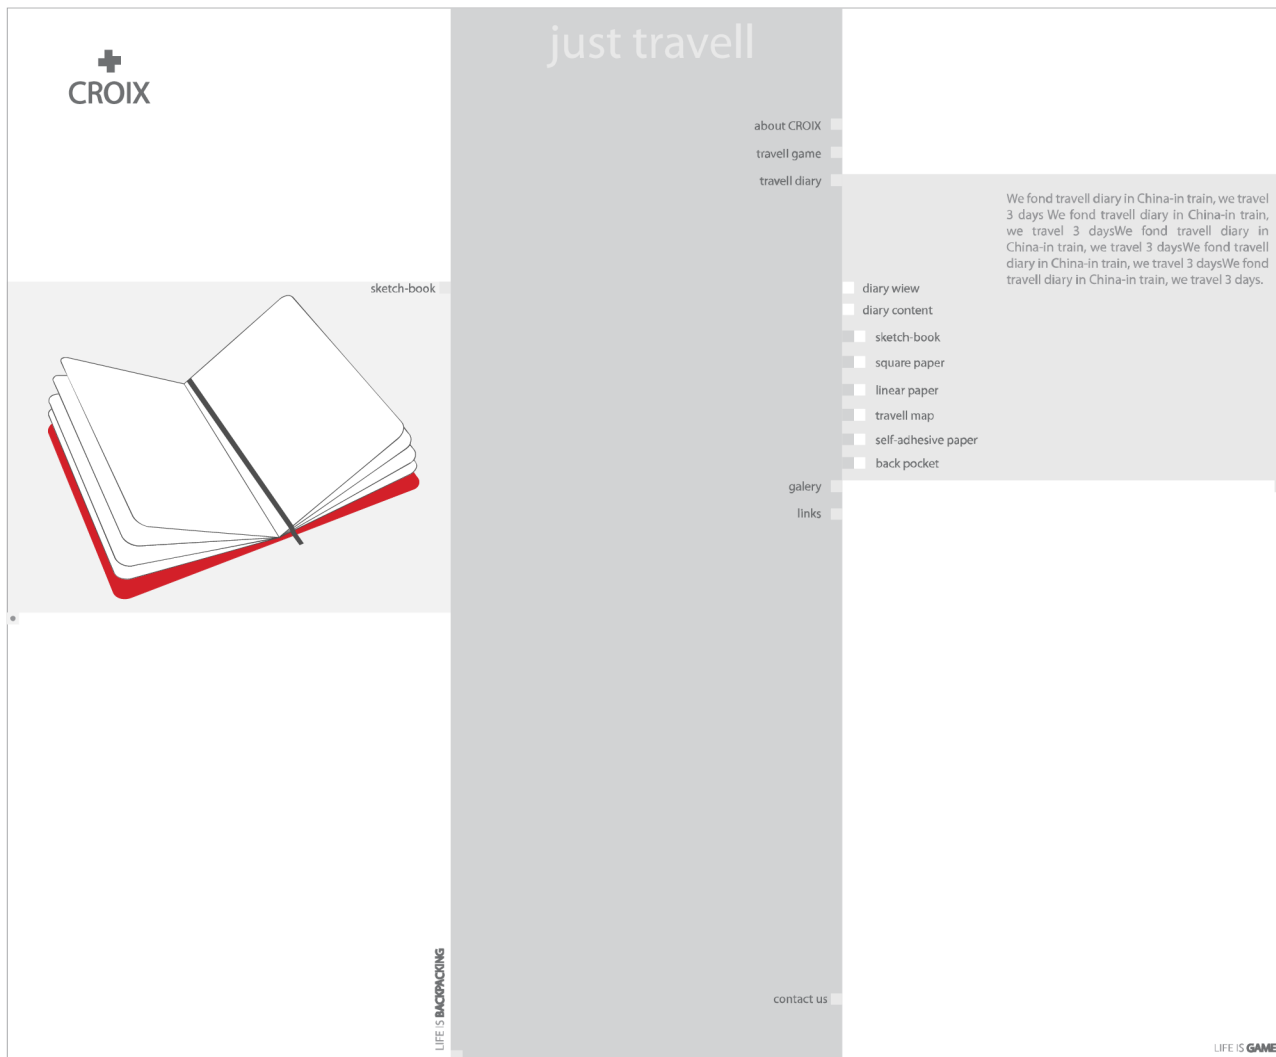 just travell
CROIX
about CROIX
travell game
travell diary
We fond travell diary in China-in train, we travel
3 days We fond travell diary in China-in train,
we travel 3 daysWe fond travell diary in
China-in train, we travel 3 daysWe fond travell
diary in China-in train, we travel 3 daysWe fond
travell diary in China-in train, we travel 3 days.
sketch-book
diary wiew
diary content
sketch-book
square paper
linear paper
travell map
self-adhesive paper
back pocket
galery
links
LIFE IS BACKPACKING
contact us
LIFE IS GAME